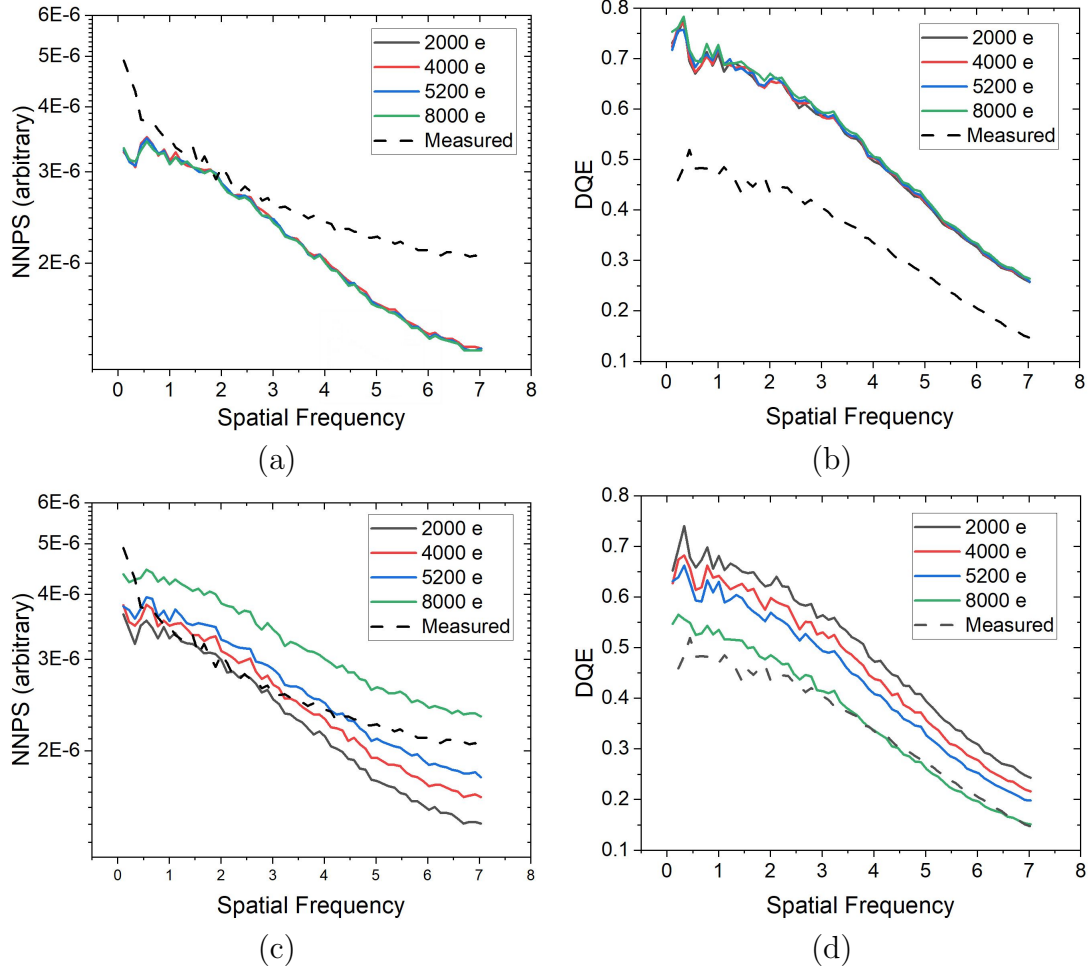 6E-6
5E-6
4E-6
3E-6
2E-6
NNPS (arbitrary)
2000 e
4000 e
5200 e
8000 e
Measured
0 1 2 3 4 5 6 7 8
Spatial Frequency
(a)
0.8
0.7
0.6
0.5
0.4
0.3
0.2
0.1
DQE
2000 e
4000 e
5200 e
8000 e
Measured
0 1 2 3 4 5 6 7 8
Spatial Frequency
(b)
6E-6
5E-6
4E-6
3E-6
2E-6
NNPS (arbitrary)
2000 e
4000 e
5200 e
8000 e
Measured
0 1 2 3 4 5 6 7 8
Spatial Frequency
(c)
0.8
0.7
0.6
0.5
0.4
0.3
0.2
0.1
DQE
2000 e
4000 e
5200 e
8000 e
Measured
0 1 2 3 4 5 6 7 8
Spatial Frequency
(d)